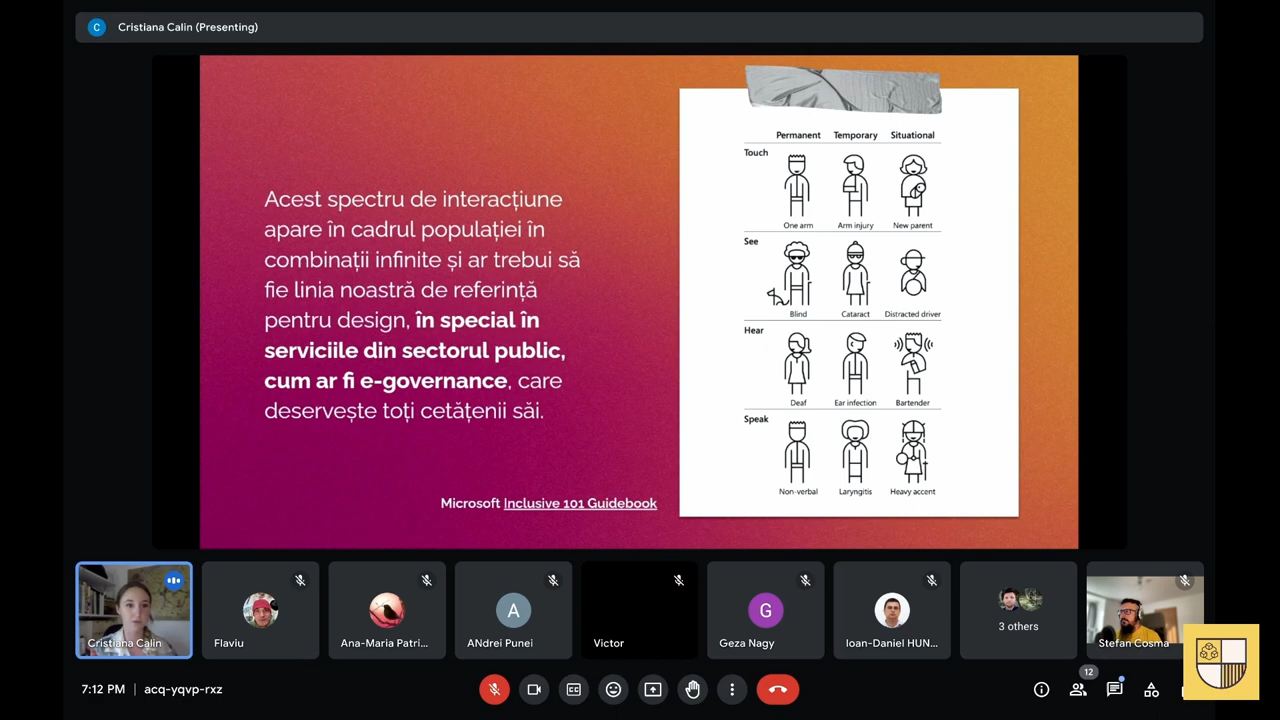 C
Cristiana Calin (Presenting)
Acest spectru de interacțiune
apare în cadrul populației în
combinații infinite și ar trebui să
fie linia noastră de referință
pentru design, în special în
serviciile din sectorul public,
cum ar fi e-governance, care
deservește toți cetățenii săi.
Microsoft Inclusive 101 Guidebook
Permanent Temporary Situational
Touch
One arm Arm injury New parent
See
Blind Cataract Distracted driver
Hear
Deaf Ear infection Bartender
Speak
Non-verbal Laryngitis Heavy accent
A
G
3 others
Cristiana Calin
Flaviu
Ana-Maria Patri...
ANdrei Punei
Victor
Geza Nagy
Ioan-Daniel HUN...
Stefan Cosma
7:12 PM | acq-yqvp-rxz
CC
12